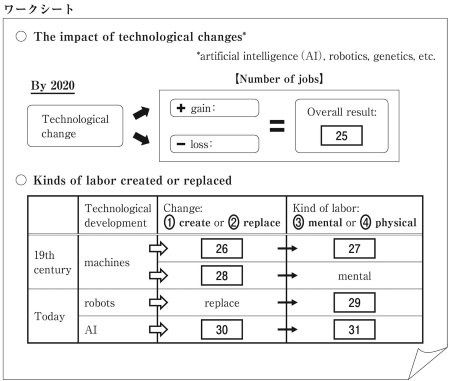 ワークシート
○ The impact of technological changes*
*artificial intelligence (AI), robotics, genetics, etc.
By 2020
【Number of jobs】
Technological change
+ gain:
− loss:
=
Overall result:
25
○ Kinds of labor created or replaced
Technological development
Change:
① create or ② replace
Kind of labor:
③ mental or ④ physical
19th century
machines
26
27
28
mental
Today
robots
replace
29
AI
30
31